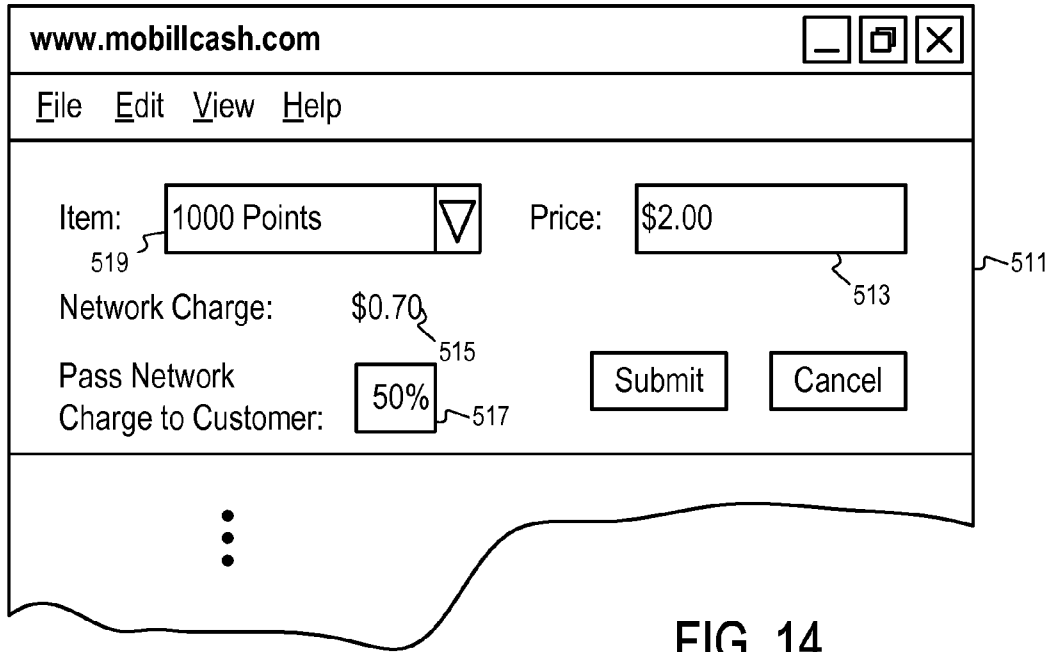 www.mobillcash.com
File Edit View Help
Item: 1000 Points Price: $2.00
519 513 511
Network Charge: $0.70
515
Pass Network
Charge to Customer: 50% 517 Submit Cancel
FIG. 14